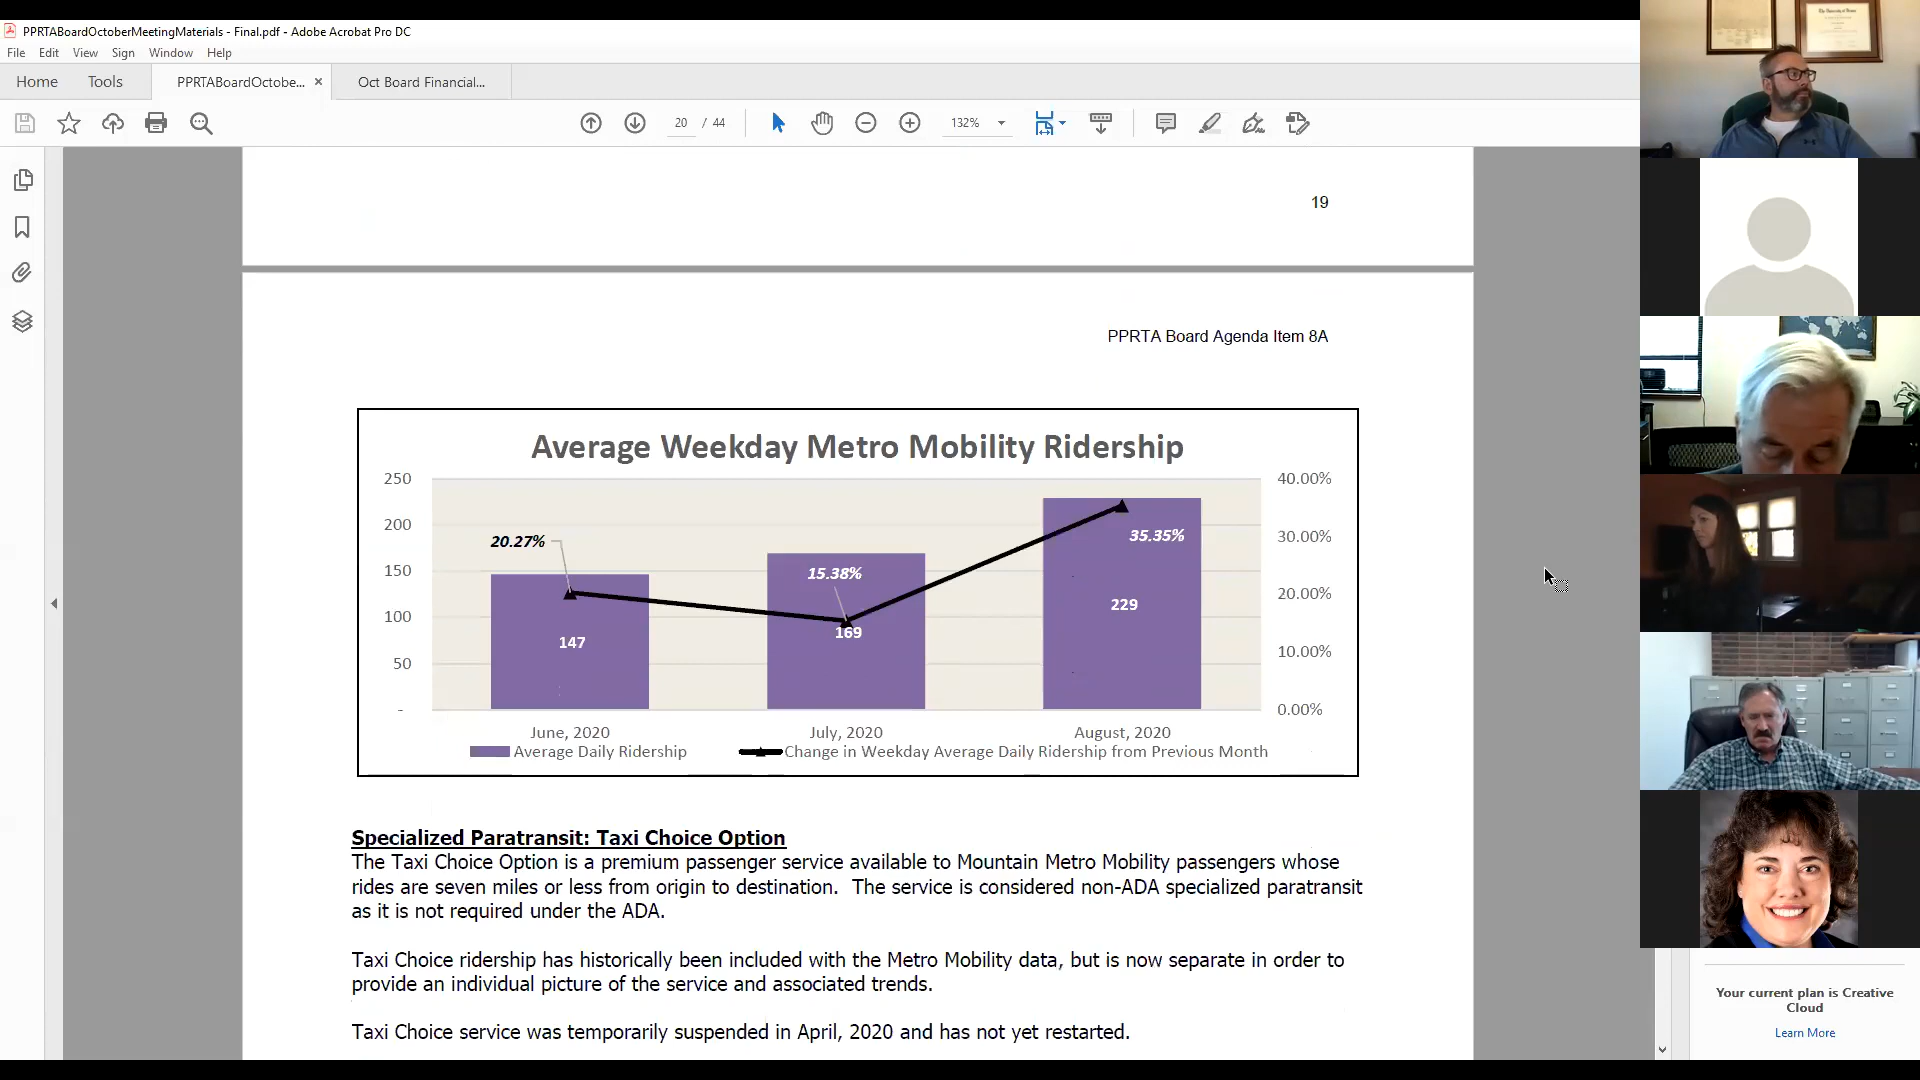 PPRTABoardOctoberMeetingMaterials - Final.pdf - Adobe Acrobat Pro DC
File Edit View Sign Window Help
Home Tools PPRTABoardOctobe... × Oct Board Financial...
20 / 44 132%
19
PPRTA Board Agenda Item 8A
Average Weekday Metro Mobility Ridership
250 40.00%
200
20.27% 35.35% 30.00%
150 15.38%
229 20.00%
100
147 169
50 10.00%
- 0.00%
June, 2020 July, 2020 August, 2020
Average Daily Ridership Change in Weekday Average Daily Ridership from Previous Month
Specialized Paratransit: Taxi Choice Option
The Taxi Choice Option is a premium passenger service available to Mountain Metro Mobility passengers whose
rides are seven miles or less from origin to destination.  The service is considered non-ADA specialized paratransit
as it is not required under the ADA.
Taxi Choice ridership has historically been included with the Metro Mobility data, but is now separate in order to
provide an individual picture of the service and associated trends.
Taxi Choice service was temporarily suspended in April, 2020 and has not yet restarted.
Your current plan is Creative
Cloud
Learn More